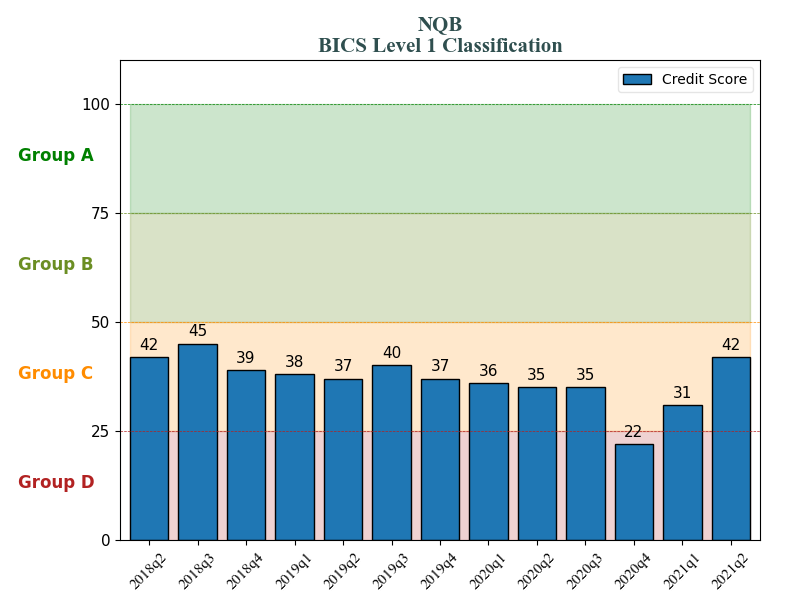 NQB
BICS Level 1 Classification
Credit Score
100
Group A
75
Group B
50
42
45
39
38
37
40
37
36
35
35
22
31
42
Group C
25
Group D
0
2018q2
2018q3
2018q4
2019q1
2019q2
2019q3
2019q4
2020q1
2020q2
2020q3
2020q4
2021q1
2021q2